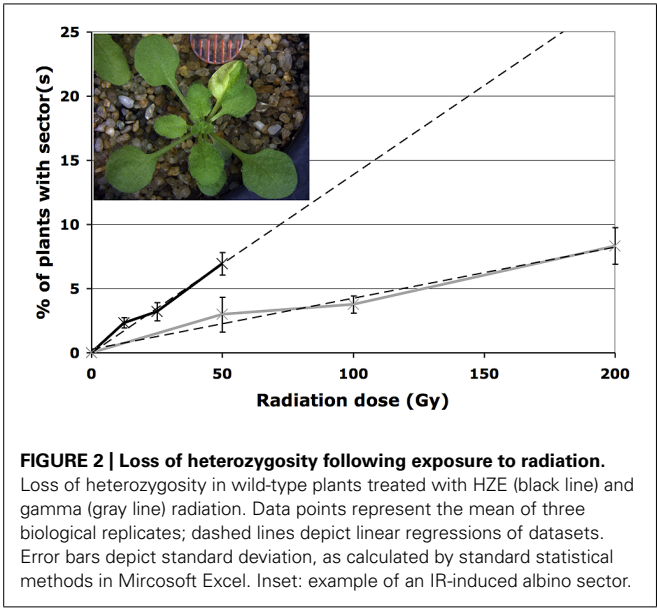 25
20
15
10
5
0
0 50 100 150 200
% of plants with sector(s)
Radiation dose (Gy)
FIGURE 2 | Loss of heterozygosity following exposure to radiation.
Loss of heterozygosity in wild-type plants treated with HZE (black line) and
gamma (gray line) radiation. Data points represent the mean of three
biological replicates; dashed lines depict linear regressions of datasets.
Error bars depict standard deviation, as calculated by standard statistical
methods in Mircosoft Excel. Inset: example of an IR-induced albino sector.